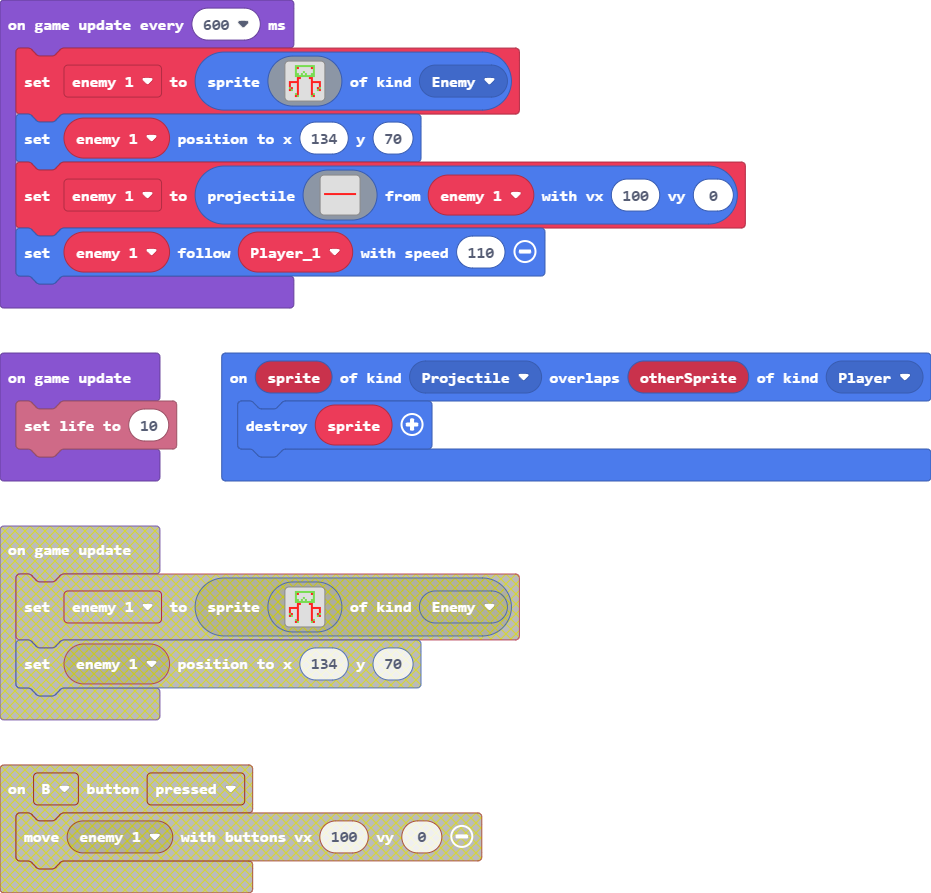 on game update every 600 ms
set enemy 1 to sprite of kind Enemy
set enemy 1 position to x 134 y 70
set enemy 1 to projectile from enemy 1 with vx 100 vy 0
set enemy 1 follow Player_1 with speed 110
on game update
set life to 10
on sprite of kind Projectile overlaps otherSprite of kind Player
destroy sprite
on game update
set enemy 1 to sprite of kind Enemy
set enemy 1 position to x 134 y 70
on B button pressed
move enemy 1 with buttons vx 100 vy 0